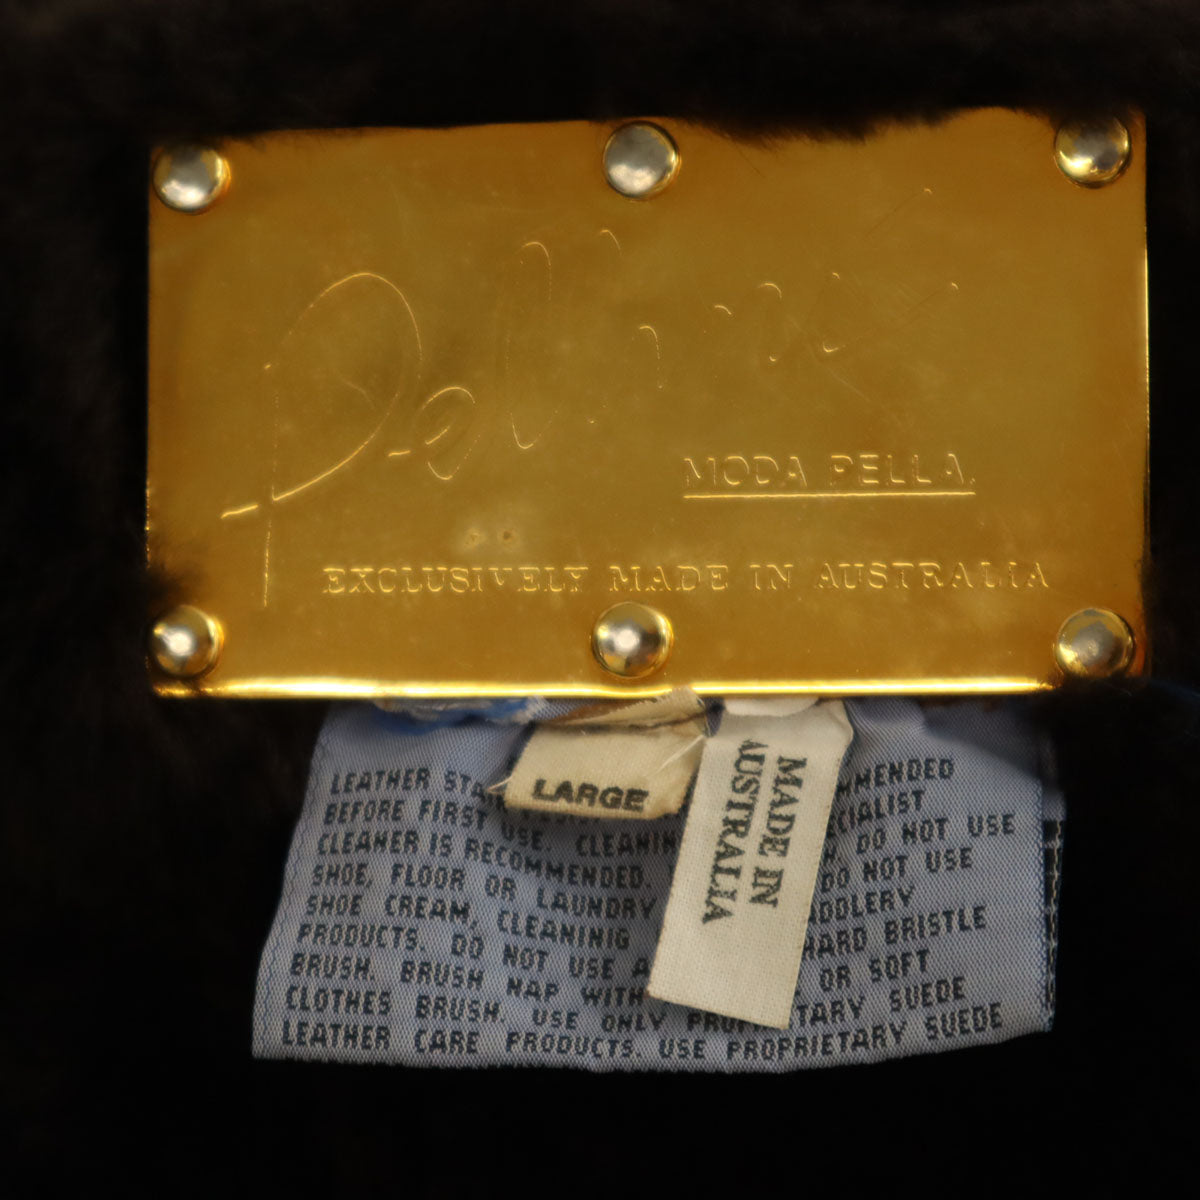 MODA PELLA
EXCLUSIVELY MADE IN AUSTRALIA
LARGE
MADE IN
AUSTRALIA
LEATHER
BEFORE FIRST USE. CLEANING
CLEANER IS RECOMMENDED. DO NOT USE
SHOE, FLOOR OR LAUNDRY DO NOT USE
SHOE CREAM, CLEANINIG
PRODUCTS. DO NOT USE BRISTLE
BRUSH. BRUSH NAP WITH OR SOFT
CLOTHES BRUSH. USE ONLY SUEDE
LEATHER CARE PRODUCTS. USE PROPRIETARY SUEDE